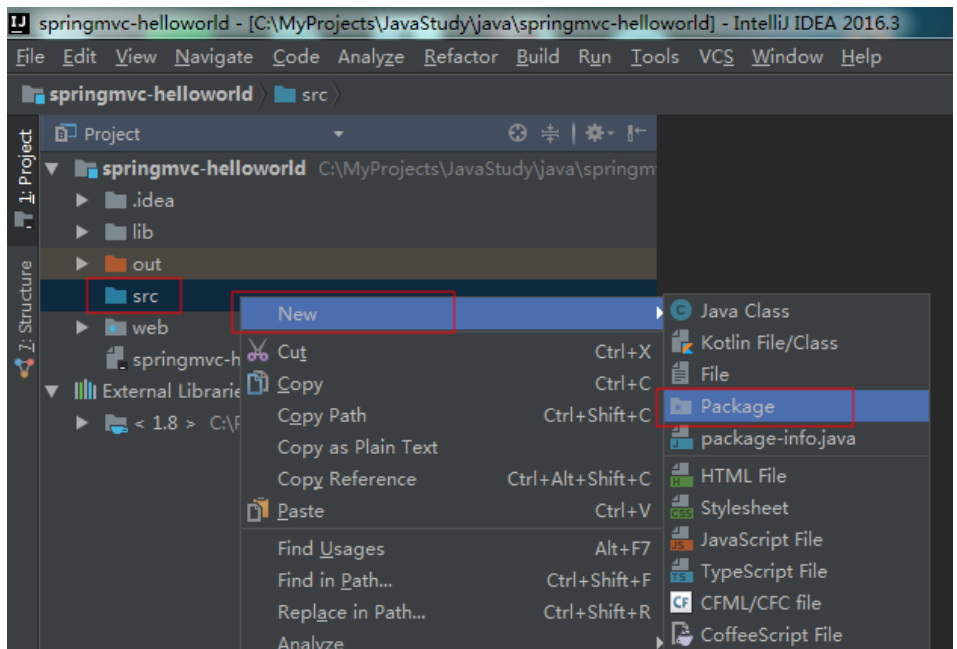 springmvc-helloworld - [C:\MyProjects\JavaStudy\java\springmvc-helloworld] - IntelliJ IDEA 2016.3
File Edit View Navigate Code Analyze Refactor Build Run Tools VCS Window Help
springmvc-helloworld src
1: Project
7: Structure
Project
springmvc-helloworld C:\MyProjects\JavaStudy\java\springm
.idea
lib
out
src
web
springmvc-h
External Librarie
< 1.8 > C:\
New
Cut Ctrl+X
Copy Ctrl+C
Copy Path Ctrl+Shift+C
Copy as Plain Text
Copy Reference Ctrl+Alt+Shift+C
Paste Ctrl+V
Find Usages Alt+F7
Find in Path... Ctrl+Shift+F
Replace in Path... Ctrl+Shift+R
Analyze
Java Class
Kotlin File/Class
File
Package
package-info.java
HTML File
Stylesheet
JavaScript File
TypeScript File
CFML/CFC file
CoffeeScript File